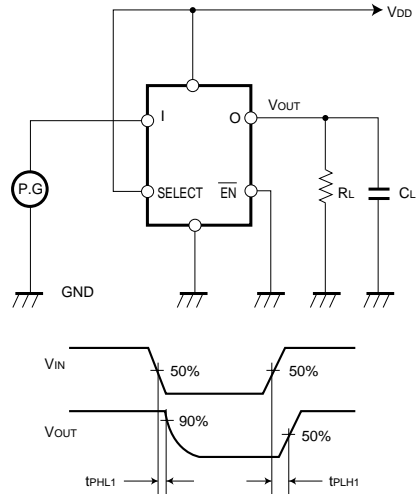 VDD
I
O
VOUT
P.G
SELECT
EN
RL
CL
GND
VIN
50%
50%
VOUT
90%
50%
tPHL1
tPLH1